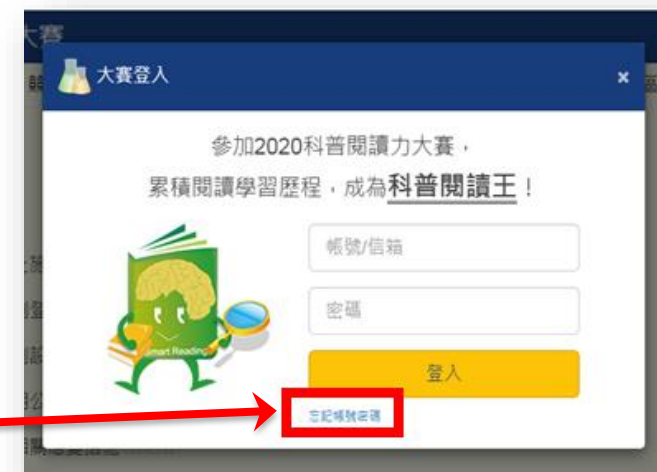 大賽
大賽登入
×
參加2020科普閱讀力大賽，
累積閱讀學習歷程，成為科普閱讀王！
帳號/信箱
密碼
Smart Reading
登入
忘記帳號密碼